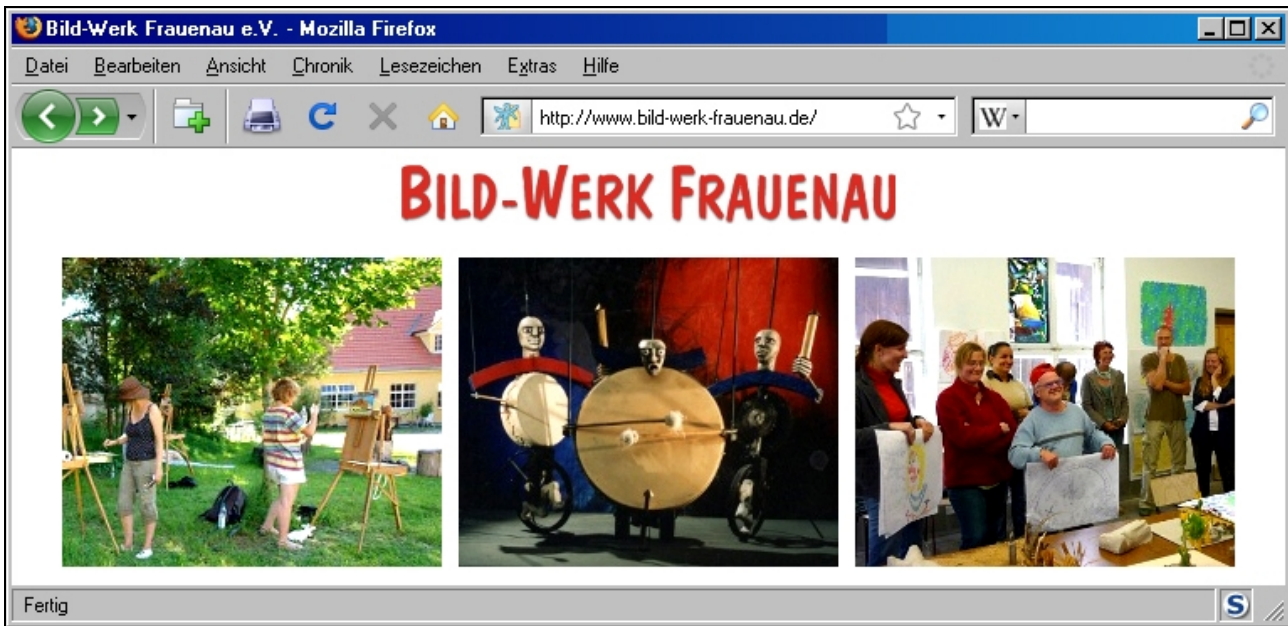 Bild-Werk Frauenau e.V. - Mozilla Firefox
Datei Bearbeiten Ansicht Chronik Lesezeichen Extras Hilfe
http://www.bild-werk-frauenau.de/ W
BILD-WERK FRAUENAU
Fertig S